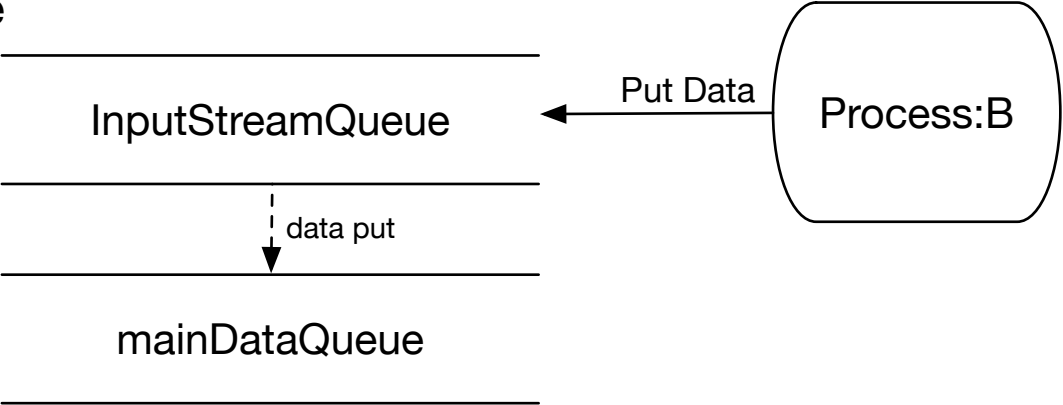 InputStreamQueue
Put Data
Process:B
data put
mainDataQueue